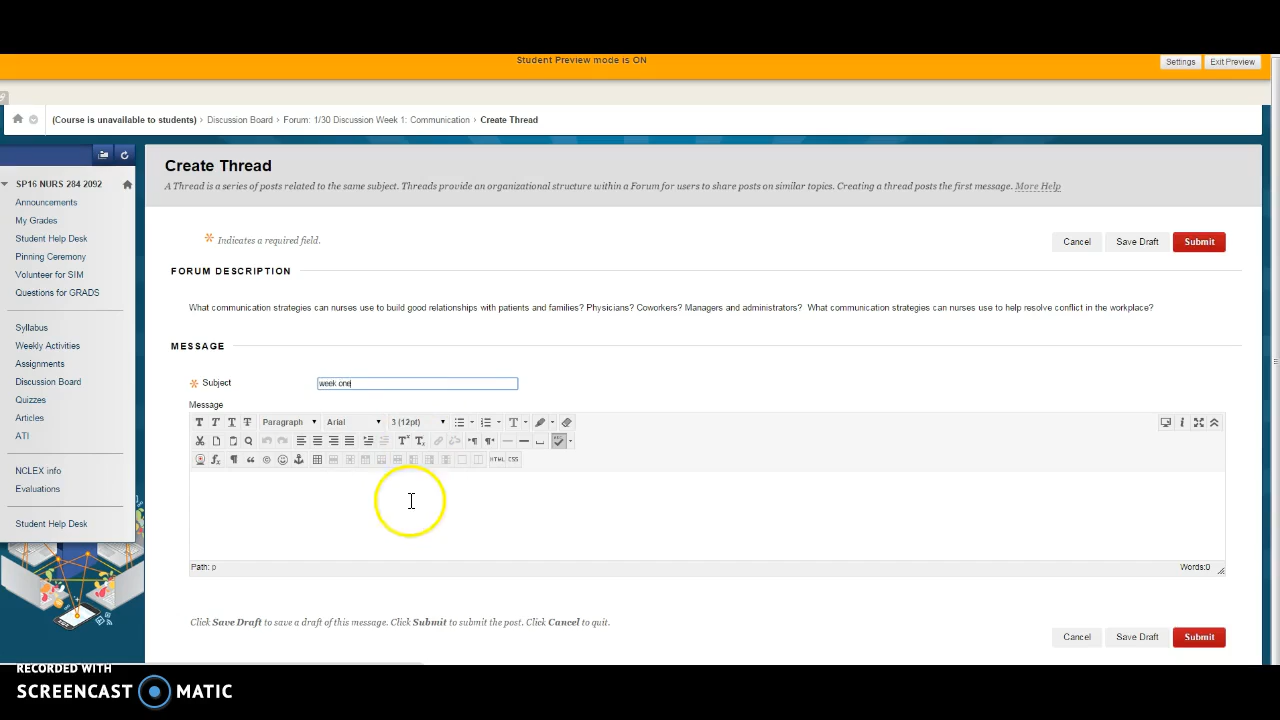 Student Preview mode is ON
Settings
Exit Preview
(Course is unavailable to students) > Discussion Board > Forum: 1/30 Discussion Week 1: Communication > Create Thread
SP16 NURS 284 2092
Announcements
My Grades
Student Help Desk
Pinning Ceremony
Volunteer for SIM
Questions for GRADS
Syllabus
Weekly Activities
Assignments
Discussion Board
Quizzes
Articles
ATI
NCLEX info
Evaluations
Student Help Desk
Create Thread
A Thread is a series of posts related to the same subject. Threads provide an organizational structure within a Forum for users to share posts on similar topics. Creating a thread posts the first message. More Help
* Indicates a required field.
Cancel
Save Draft
Submit
FORUM DESCRIPTION
What communication strategies can nurses use to build good relationships with patients and families? Physicians? Coworkers? Managers and administrators? What communication strategies can nurses use to help resolve conflict in the workplace?
MESSAGE
* Subject
week one
Message
T T T T Paragraph Arial 3 (12pt) T
HTML CSS
Path: p
Words:0
Click Save Draft to save a draft of this message. Click Submit to submit the post. Click Cancel to quit.
Cancel
Save Draft
Submit
RECORDED WITH
SCREENCAST MATIC